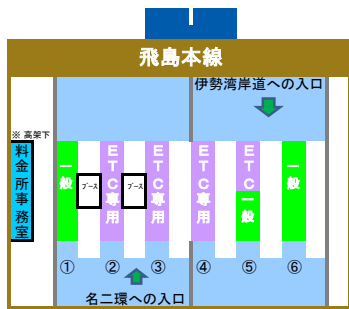 飛島本線
伊勢湾岸道への入口
※ 高架下
料金所事務室
一般
ブース
ETC専用
ブース
ETC専用
ETC専用
ETC一般
一般
① ② ③ ④ ⑤ ⑥
名二環への入口